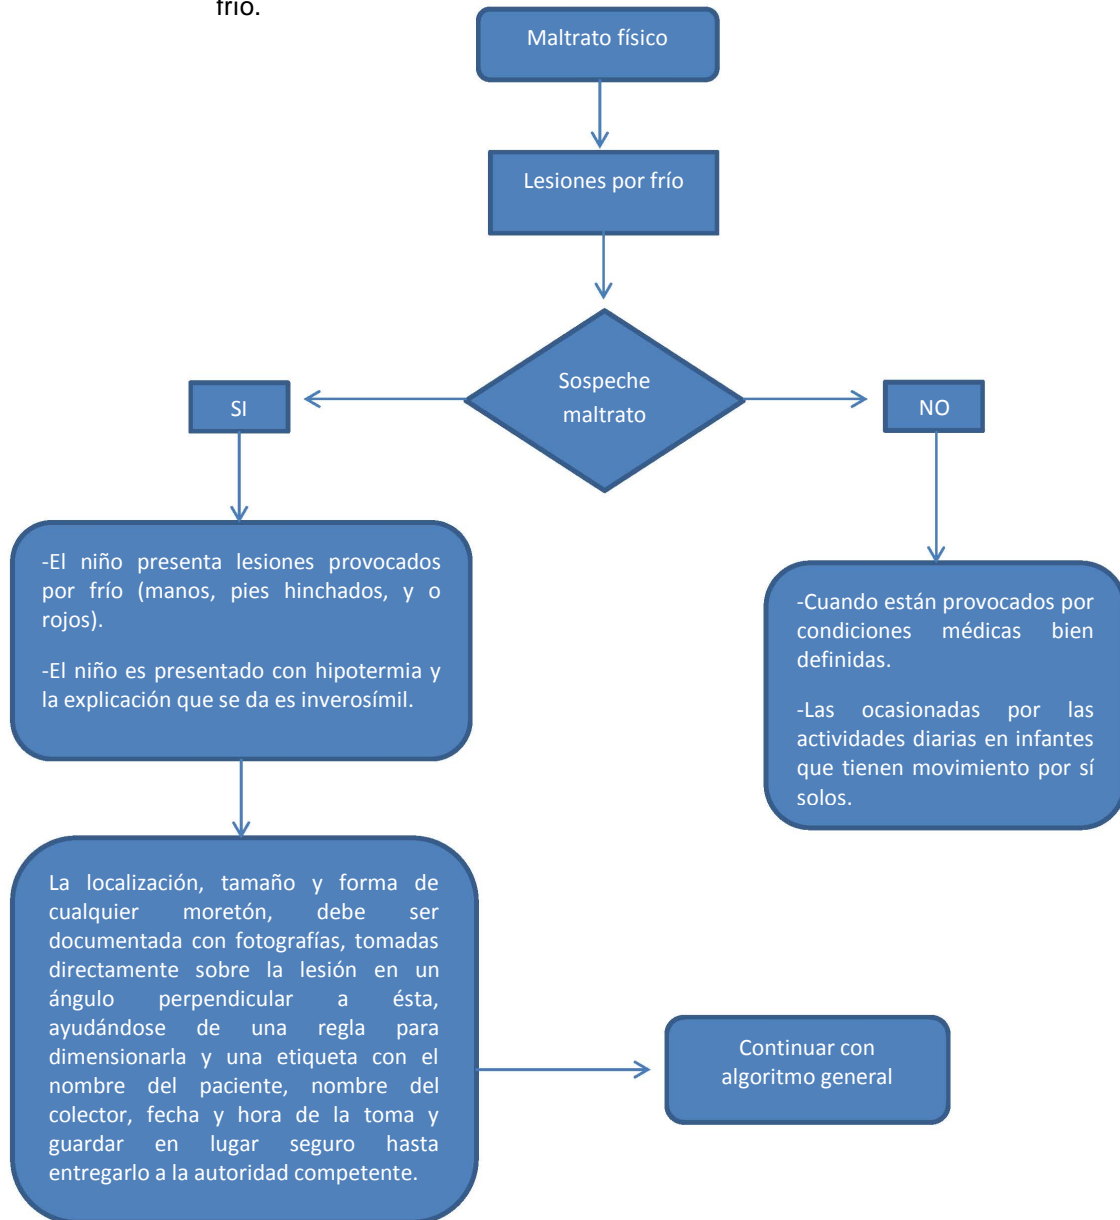 frío.
Maltrato físico
Lesiones por frío
Sospeche
maltrato
SI
NO
-El niño presenta lesiones provocados
por frío (manos, pies hinchados, y o
rojos).
-El niño es presentado con hipotermia y
la explicación que se da es inverosímil.
-Cuando están provocados por
condiciones médicas bien
definidas.
-Las ocasionadas por las
actividades diarias en infantes
que tienen movimiento por sí
solos.
La localización, tamaño y forma de
cualquier moretón, debe ser
documentada con fotografías, tomadas
directamente sobre la lesión en un
ángulo perpendicular a ésta,
ayudándose de una regla para
dimensionarla y una etiqueta con el
nombre del paciente, nombre del
colector, fecha y hora de la toma y
guardar en lugar seguro hasta
entregarlo a la autoridad competente.
Continuar con
algoritmo general